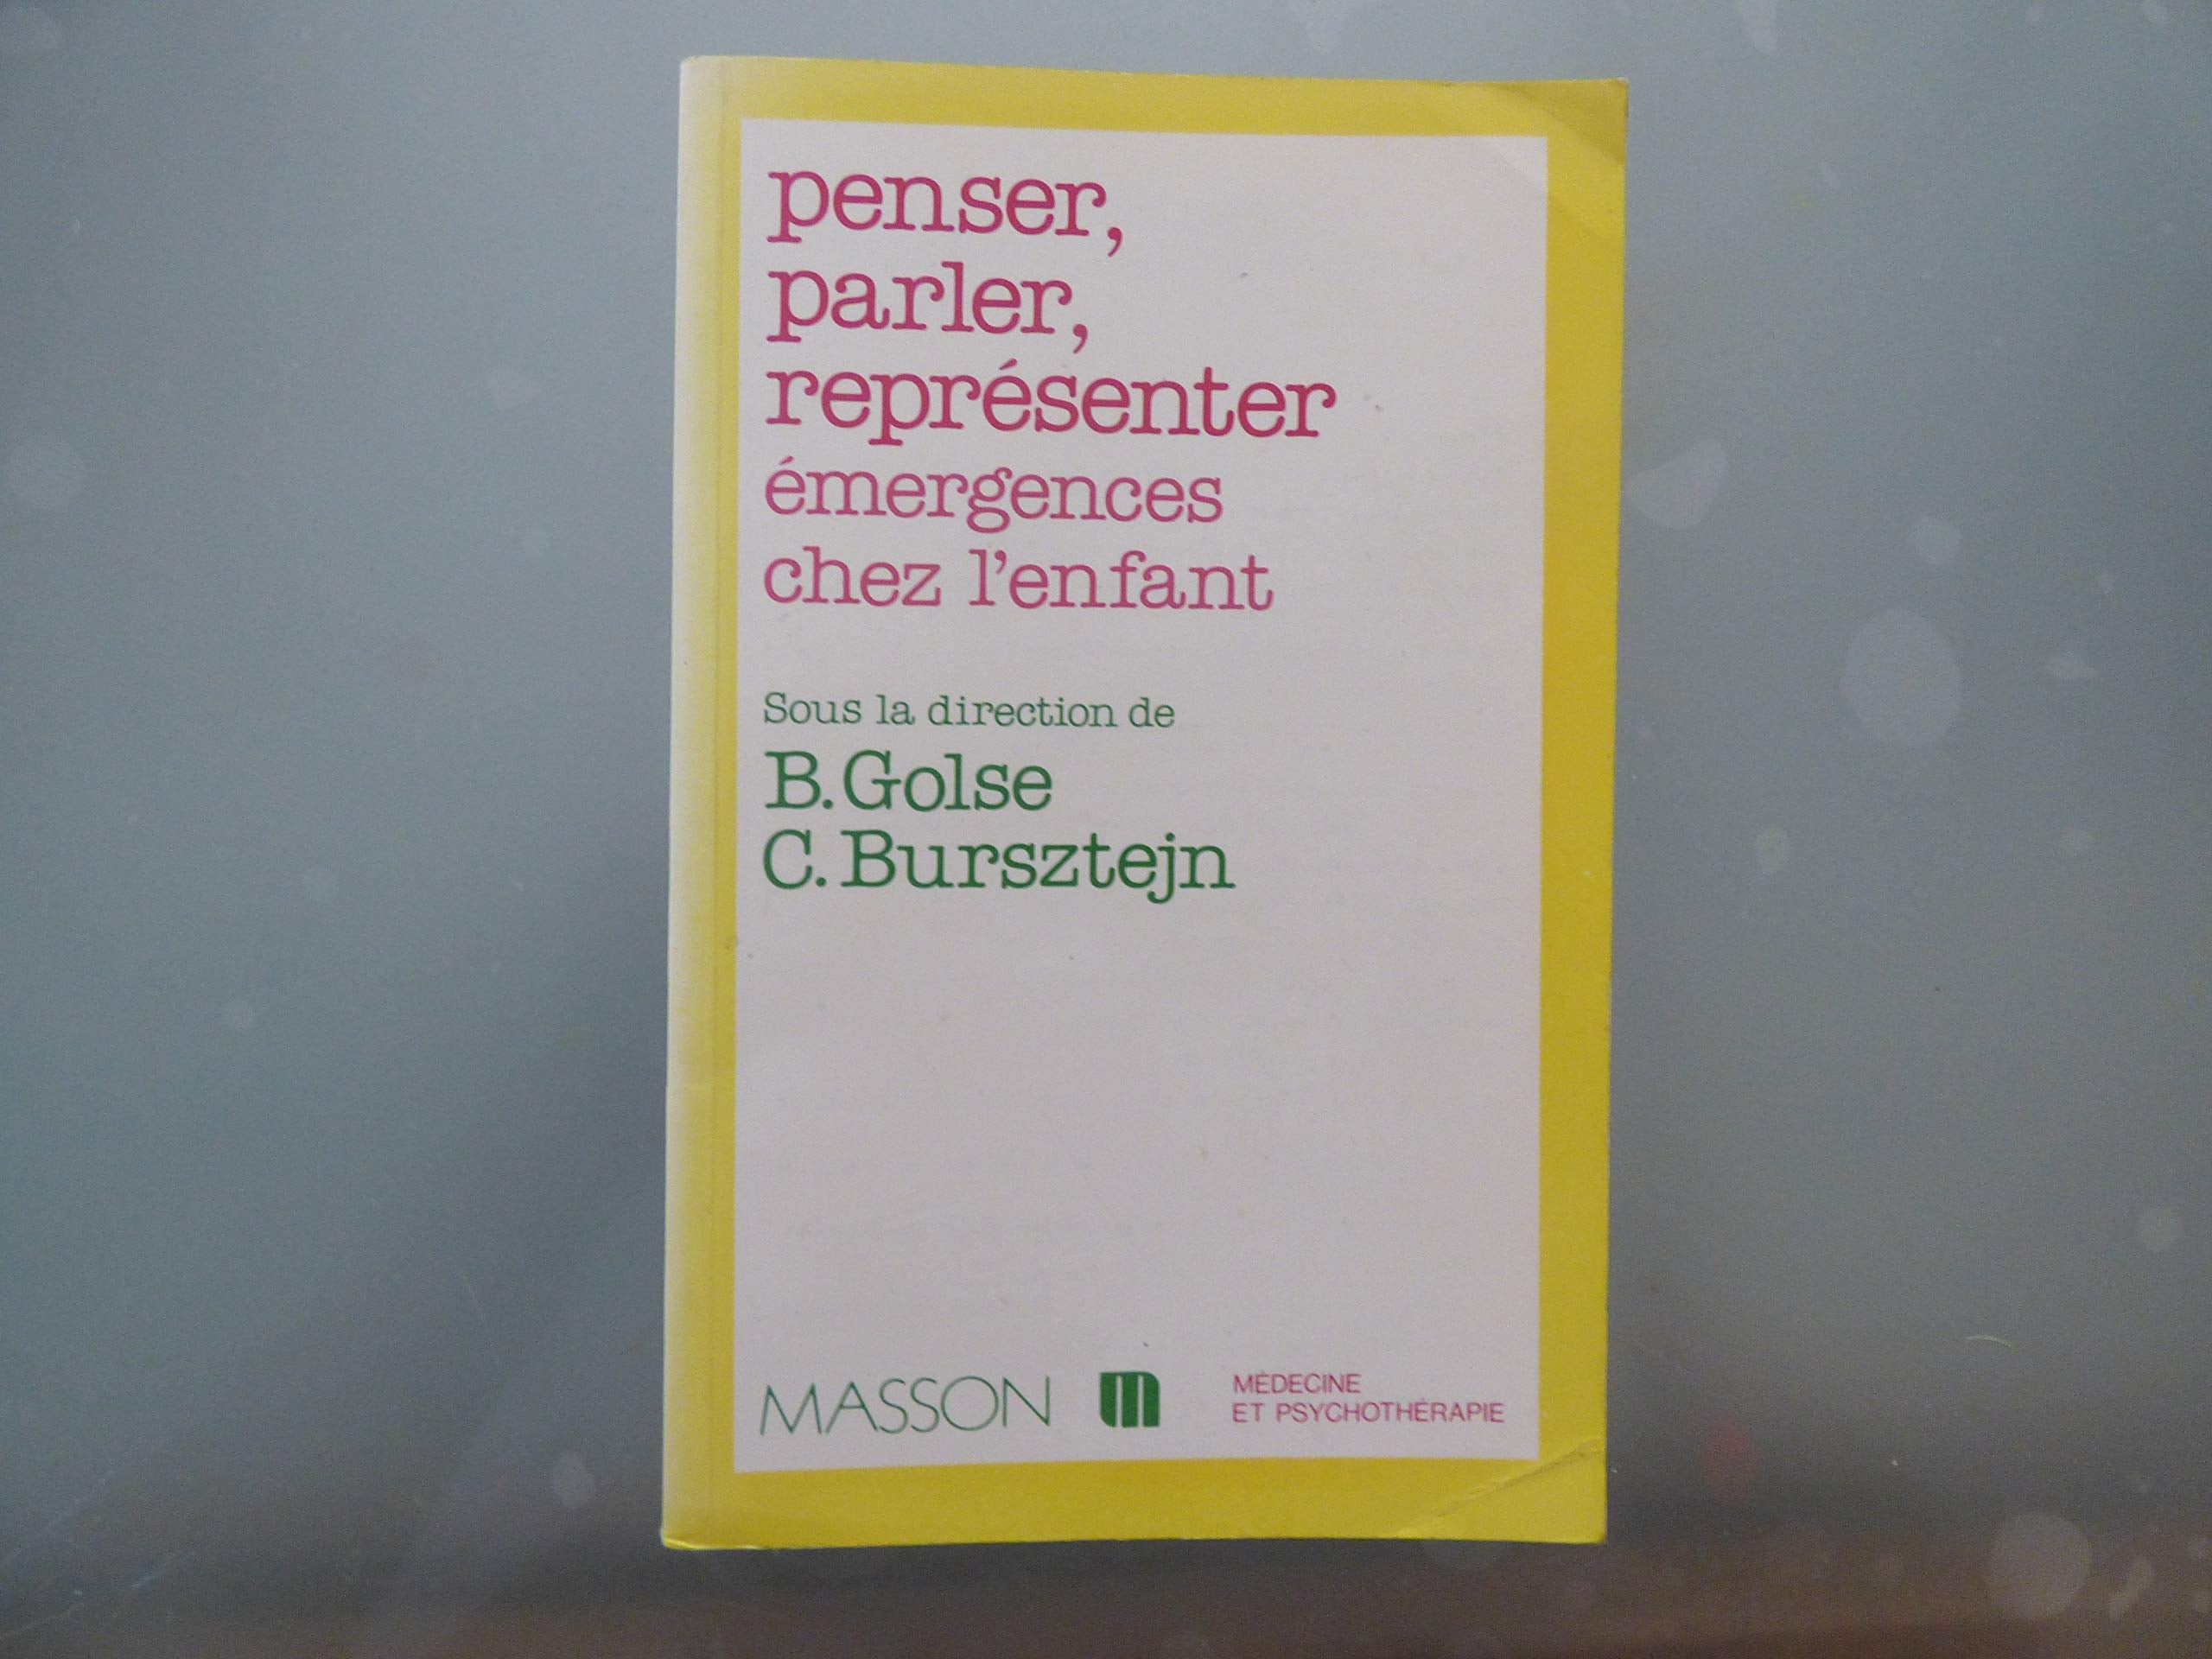 penser,
parler,
représenter
émergences
chez l'enfant
Sous la direction de
B. Golse
C. Bursztejn
MASSON m
MÉDECINE
ET PSYCHOTHÉRAPIE